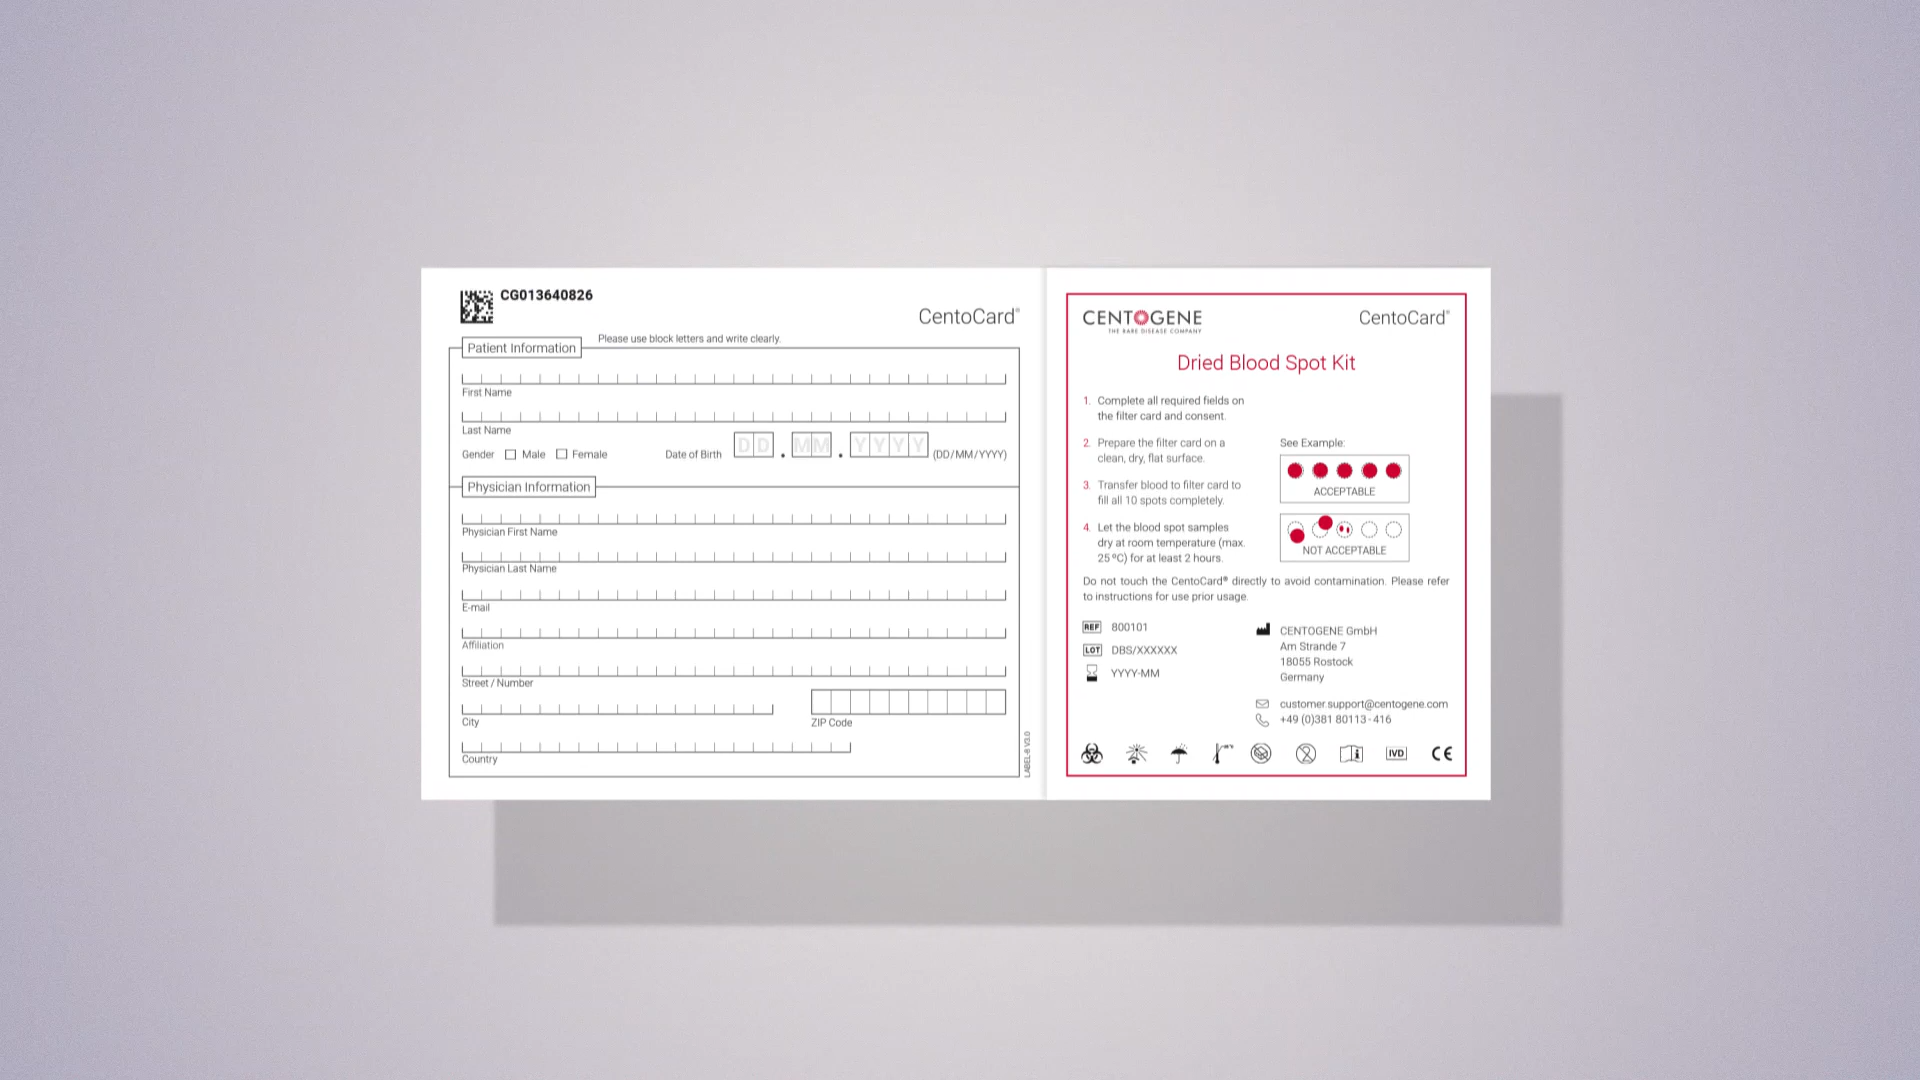 CG013640826
CentoCard®
Please use block letters and write clearly.
Patient Information
First Name
Last Name
Gender Male Female Date of Birth DD . MM . YYYY (DD/MM/YYYY)
Physician Information
Physician First Name
Physician Last Name
E-mail
Affiliation
Street / Number
City ZIP Code
Country
LABEL-8 V3.0
CENTOGENE
THE RARE DISEASE COMPANY
CentoCard®
Dried Blood Spot Kit
1. Complete all required fields on
the filter card and consent.
2. Prepare the filter card on a
clean, dry, flat surface.
3. Transfer blood to filter card to
fill all 10 spots completely.
4. Let the blood spot samples
dry at room temperature (max.
25 ºC) for at least 2 hours.
See Example:
ACCEPTABLE
NOT ACCEPTABLE
Do not touch the CentoCard® directly to avoid contamination. Please refer
to instructions for use prior usage.
REF 800101
LOT DBS/XXXXXX
YYYY-MM
CENTOGENE GmbH
Am Strande 7
18055 Rostock
Germany
customer.support@centogene.com
+49 (0)381 80113-416
IVD
CE